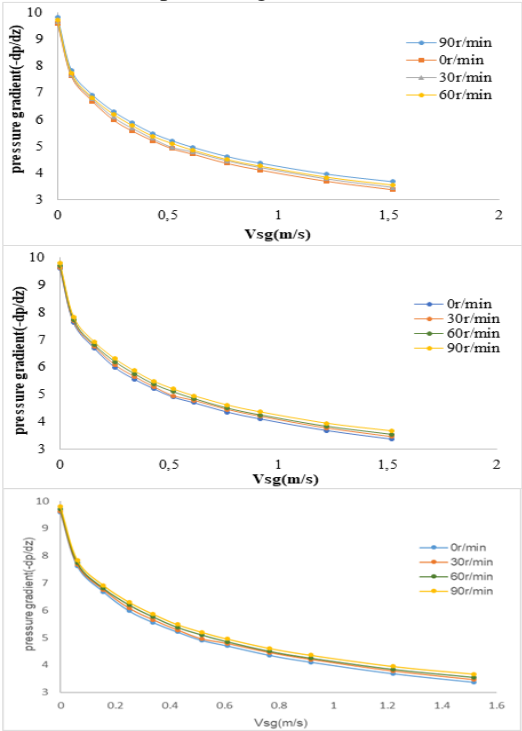 10
9
8
7
6
5
4
3
pressure gradient(-dp/dz)
90r/min
0r/min
30r/min
60r/min
0
0,5
1
1,5
2
Vsg(m/s)
10
9
8
7
6
5
4
3
pressure gradient(-dp/dz)
0r/min
30r/min
60r/min
90r/min
0
0,5
1
1,5
2
Vsg(m/s)
10
9
8
7
6
5
4
3
pressure gradient(-dp/dz)
0r/min
30r/min
60r/min
90r/min
0
0.2
0.4
0.6
0.8
1
1.2
1.4
1.6
Vsg(m/s)